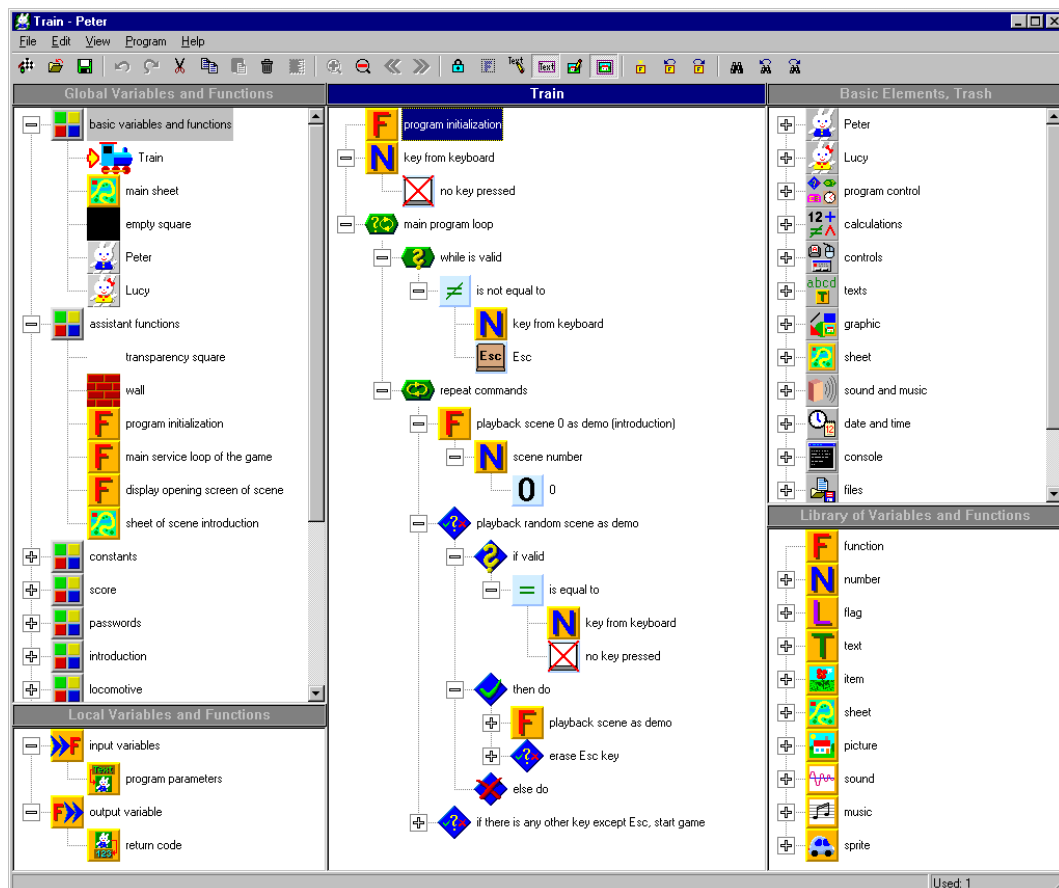 Train - Peter
File Edit View Program Help
Text Text
Global Variables and Functions
basic variables and functions
Train
main sheet
empty square
Peter
Lucy
assistant functions
transparency square
wall
F program initialization
F main service loop of the game
F display opening screen of scene
sheet of scene introduction
constants
score
passwords
introduction
locomotive
Local Variables and Functions
F input variables
Text program parameters
F output variable
123 return code
Train
F program initialization
N key from keyboard
no key pressed
main program loop
while is valid
≠ is not equal to
N key from keyboard
Esc Esc
repeat commands
F playback scene 0 as demo (introduction)
N scene number
0 0
playback random scene as demo
if valid
= is equal to
N key from keyboard
no key pressed
then do
F playback scene as demo
erase Esc key
else do
if there is any other key except Esc, start game
Basic Elements, Trash
Peter
Lucy
program control
12+ calculations
controls
abcd T texts
graphic
sheet
sound and music
12 date and time
console
files
Library of Variables and Functions
F function
N number
L flag
T text
item
sheet
picture
sound
music
sprite
Used: 1